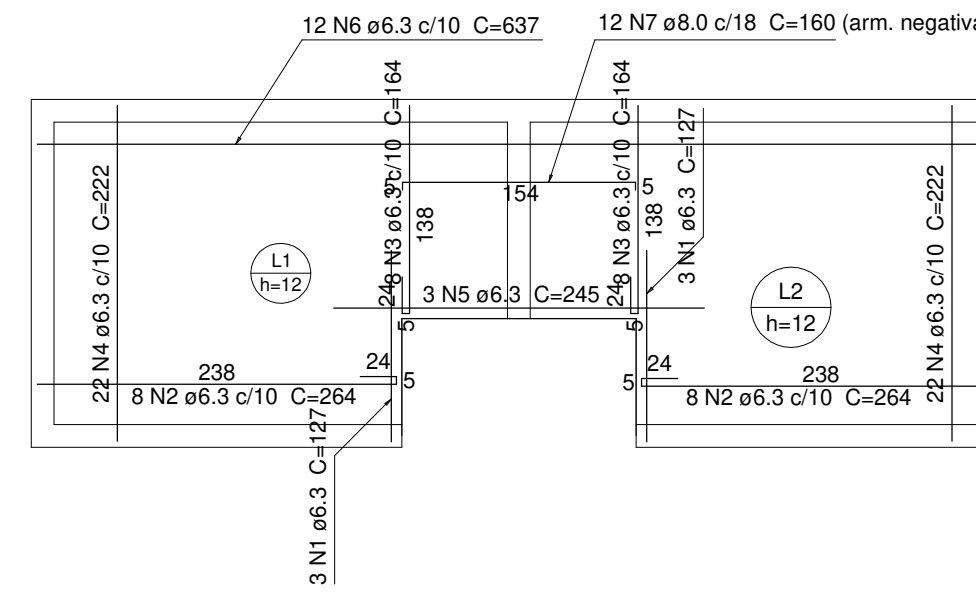 12 N6 ø6.3 c/10 C=637
12 N7 ø8.0 c/18 C=160 (arm. negativa
8 N3 ø6.3 c/10 C=164
8 N3 ø6.3 c/10 C=164
3 N1 ø6.3 C=127
22 N4 ø6.3 c/10 C=222
22 N4 ø6.3 c/10 C=222
5
154
5
138
138
L1
h=12
L2
h=12
24
3 N5 ø6.3 C=245
24
5
5
238
8 N2 ø6.3 c/10 C=264
24
5
5
24
238
8 N2 ø6.3 c/10 C=264
3 N1 ø6.3 C=127